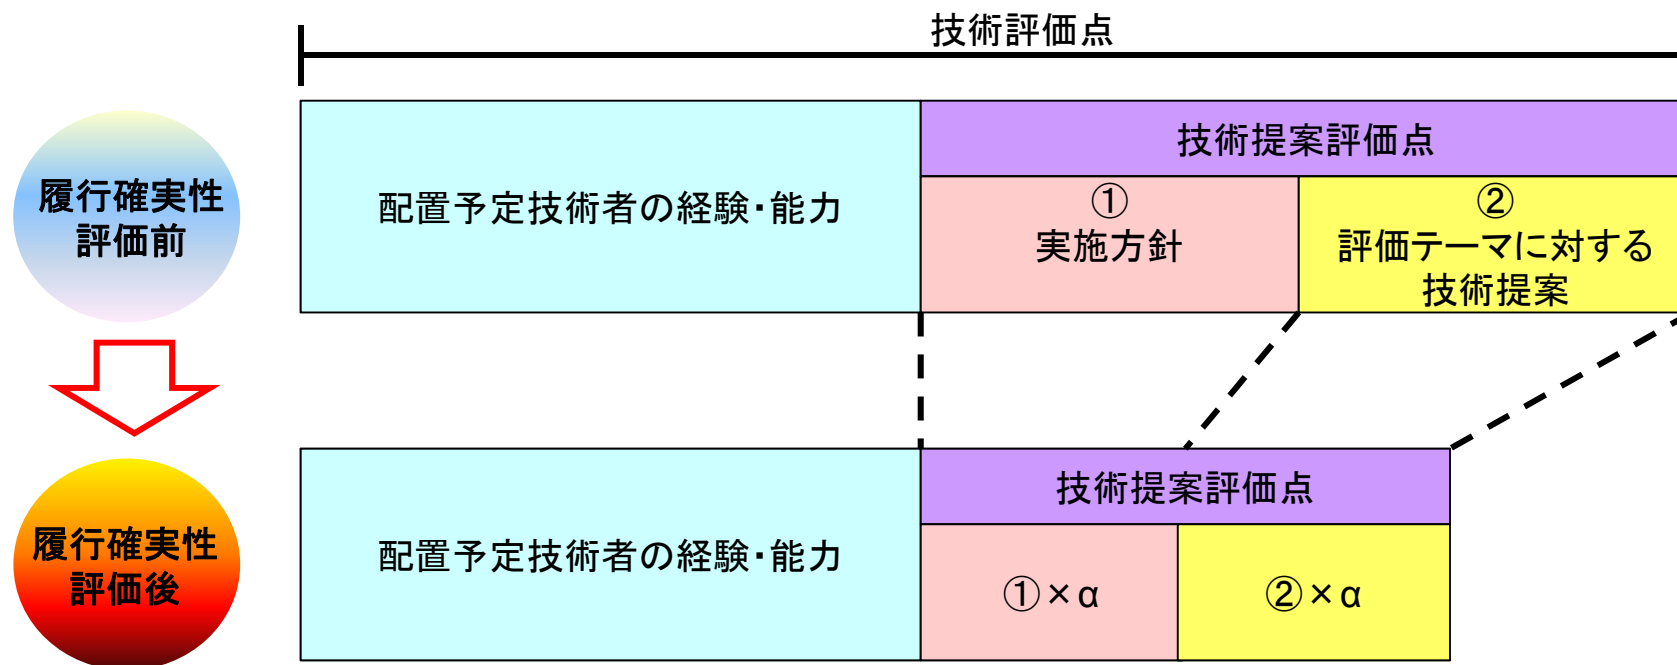 技術評価点
履行確実性
評価前
配置予定技術者の経験・能力
技術提案評価点
①
実施方針
②
評価テーマに対する
技術提案
履行確実性
評価後
配置予定技術者の経験・能力
技術提案評価点
①×α
②×α